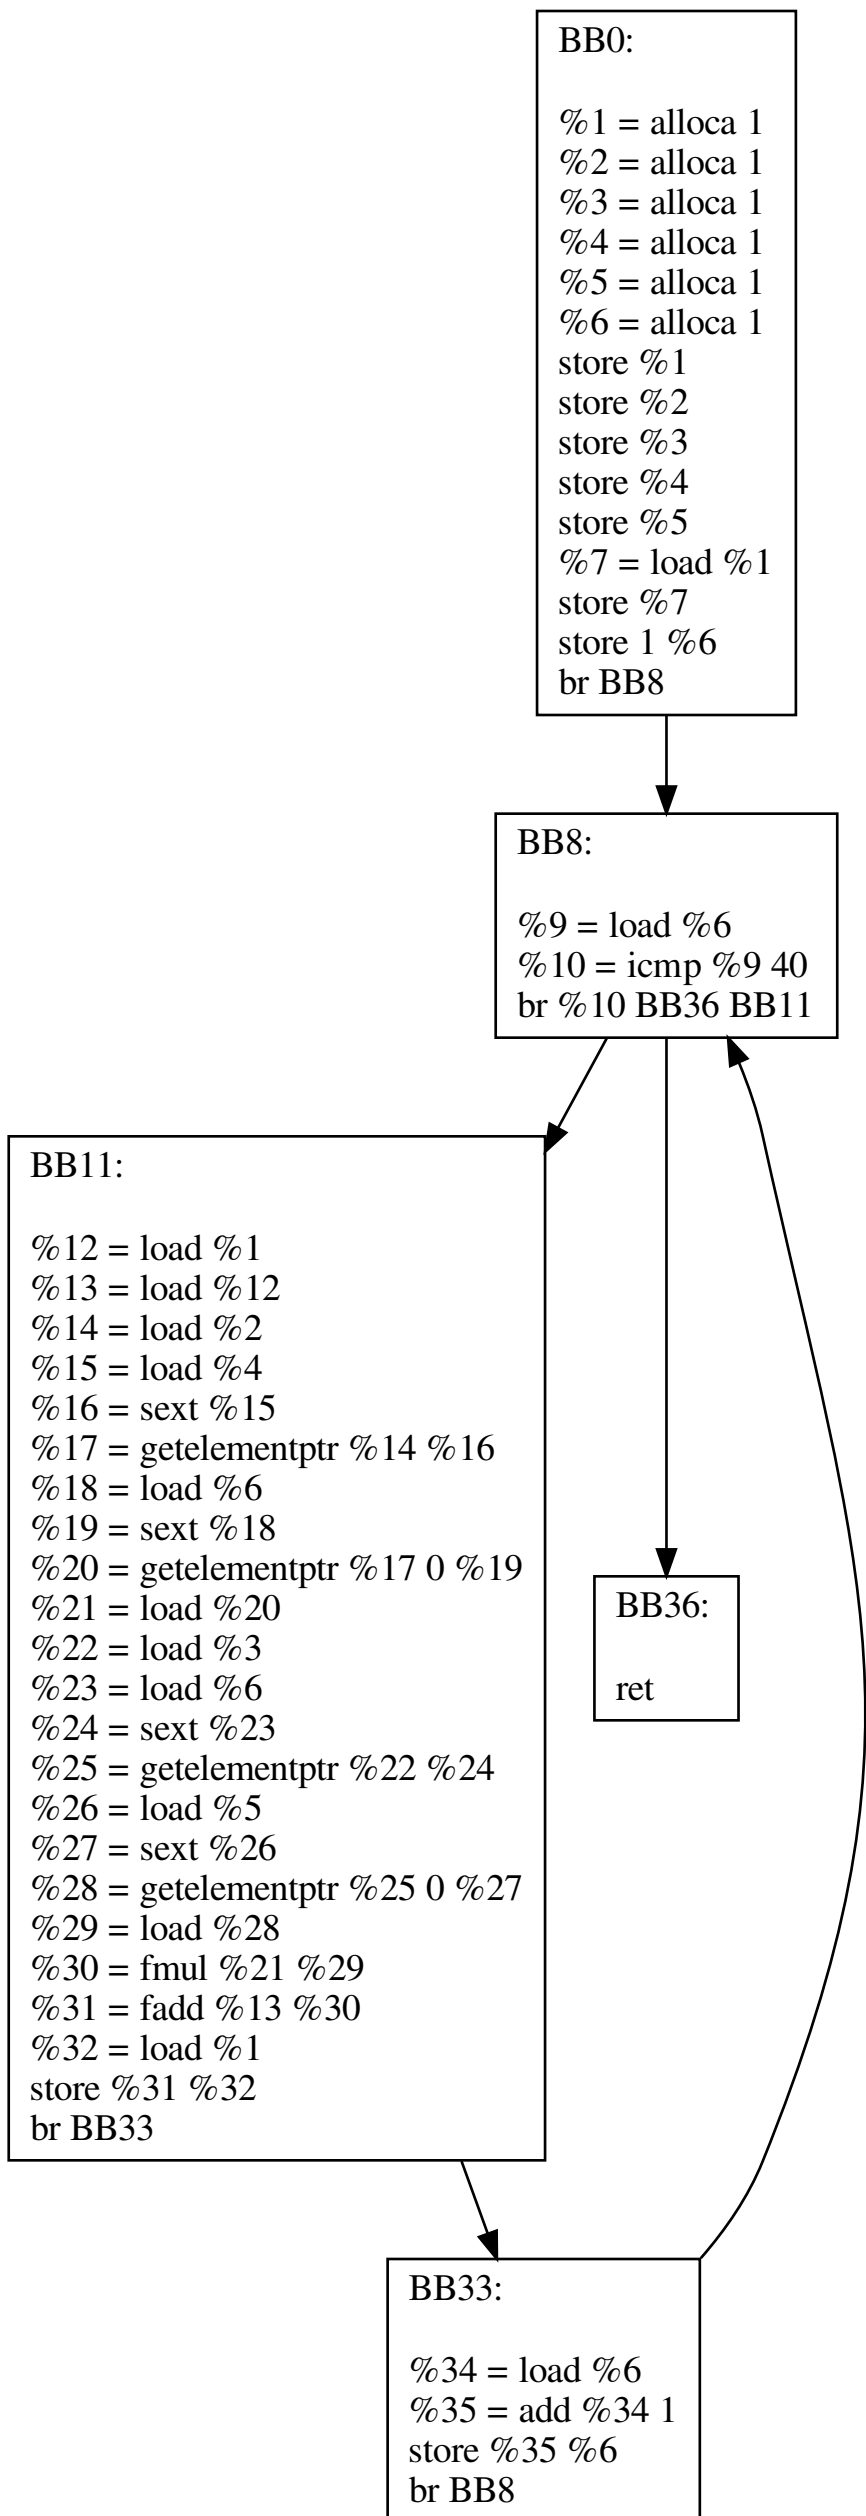 BB0:
%1 = alloca 1
%2 = alloca 1
%3 = alloca 1
%4 = alloca 1
%5 = alloca 1
%6 = alloca 1
store %1
store %2
store %3
store %4
store %5
%7 = load %1
store %7
store 1 %6
br BB8
BB8:
%9 = load %6
%10 = icmp %9 40
br %10 BB36 BB11
BB11:
%12 = load %1
%13 = load %12
%14 = load %2
%15 = load %4
%16 = sext %15
%17 = getelementptr %14 %16
%18 = load %6
%19 = sext %18
%20 = getelementptr %17 0 %19
%21 = load %20
%22 = load %3
%23 = load %6
%24 = sext %23
%25 = getelementptr %22 %24
%26 = load %5
%27 = sext %26
%28 = getelementptr %25 0 %27
%29 = load %28
%30 = fmul %21 %29
%31 = fadd %13 %30
%32 = load %1
store %31 %32
br BB33
BB36:
ret
BB33:
%34 = load %6
%35 = add %34 1
store %35 %6
br BB8